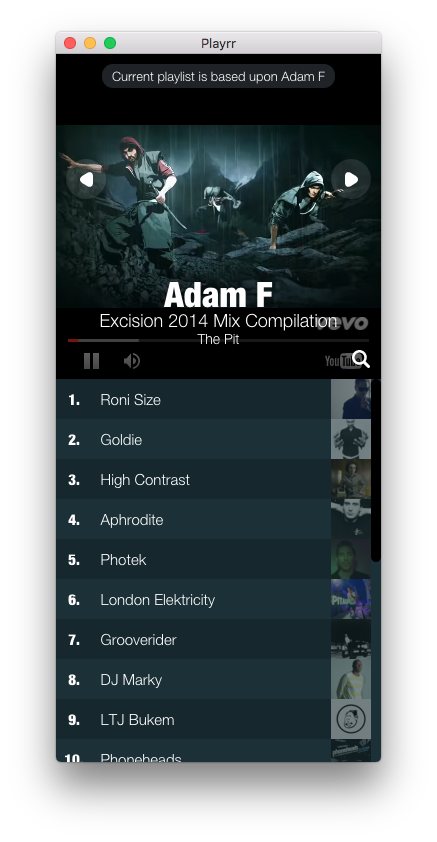 Playrr
Current playlist is based upon Adam F
Adam F
Excision 2014 Mix Compilation
vevo
The Pit
YouTube
1. Roni Size
2. Goldie
3. High Contrast
4. Aphrodite
5. Photek
6. London Elektricity
7. Grooverider
8. DJ Marky
9. LTJ Bukem
10. Phoneheads